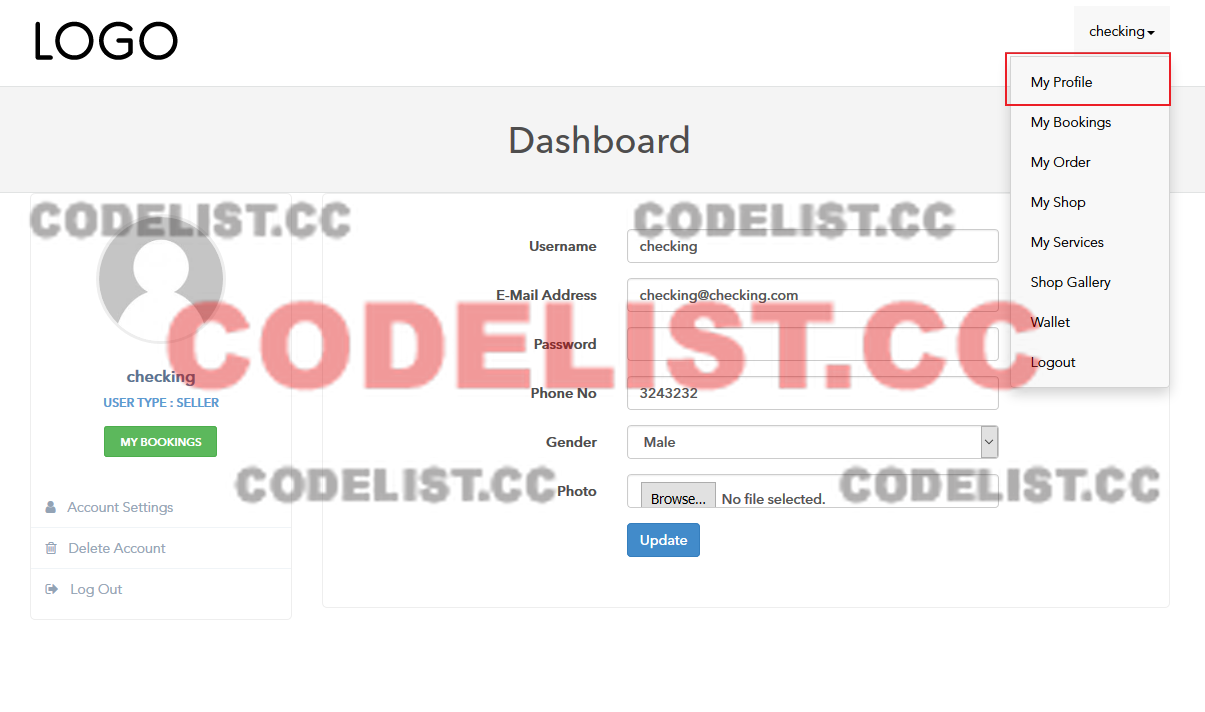 LOGO
checking
My Profile
My Bookings
My Order
My Shop
My Services
Shop Gallery
Wallet
Logout
Dashboard
CODELIST.CC
CODELIST.CC
checking
USER TYPE : SELLER
MY BOOKINGS
Account Settings
Delete Account
Log Out
Username
checking
E-Mail Address
checking@checking.com
CODELIST.CC
Password
Phone No
3243232
Gender
Male
CODELIST.CC
CODELIST.CC
Photo
Browse... No file selected.
Update